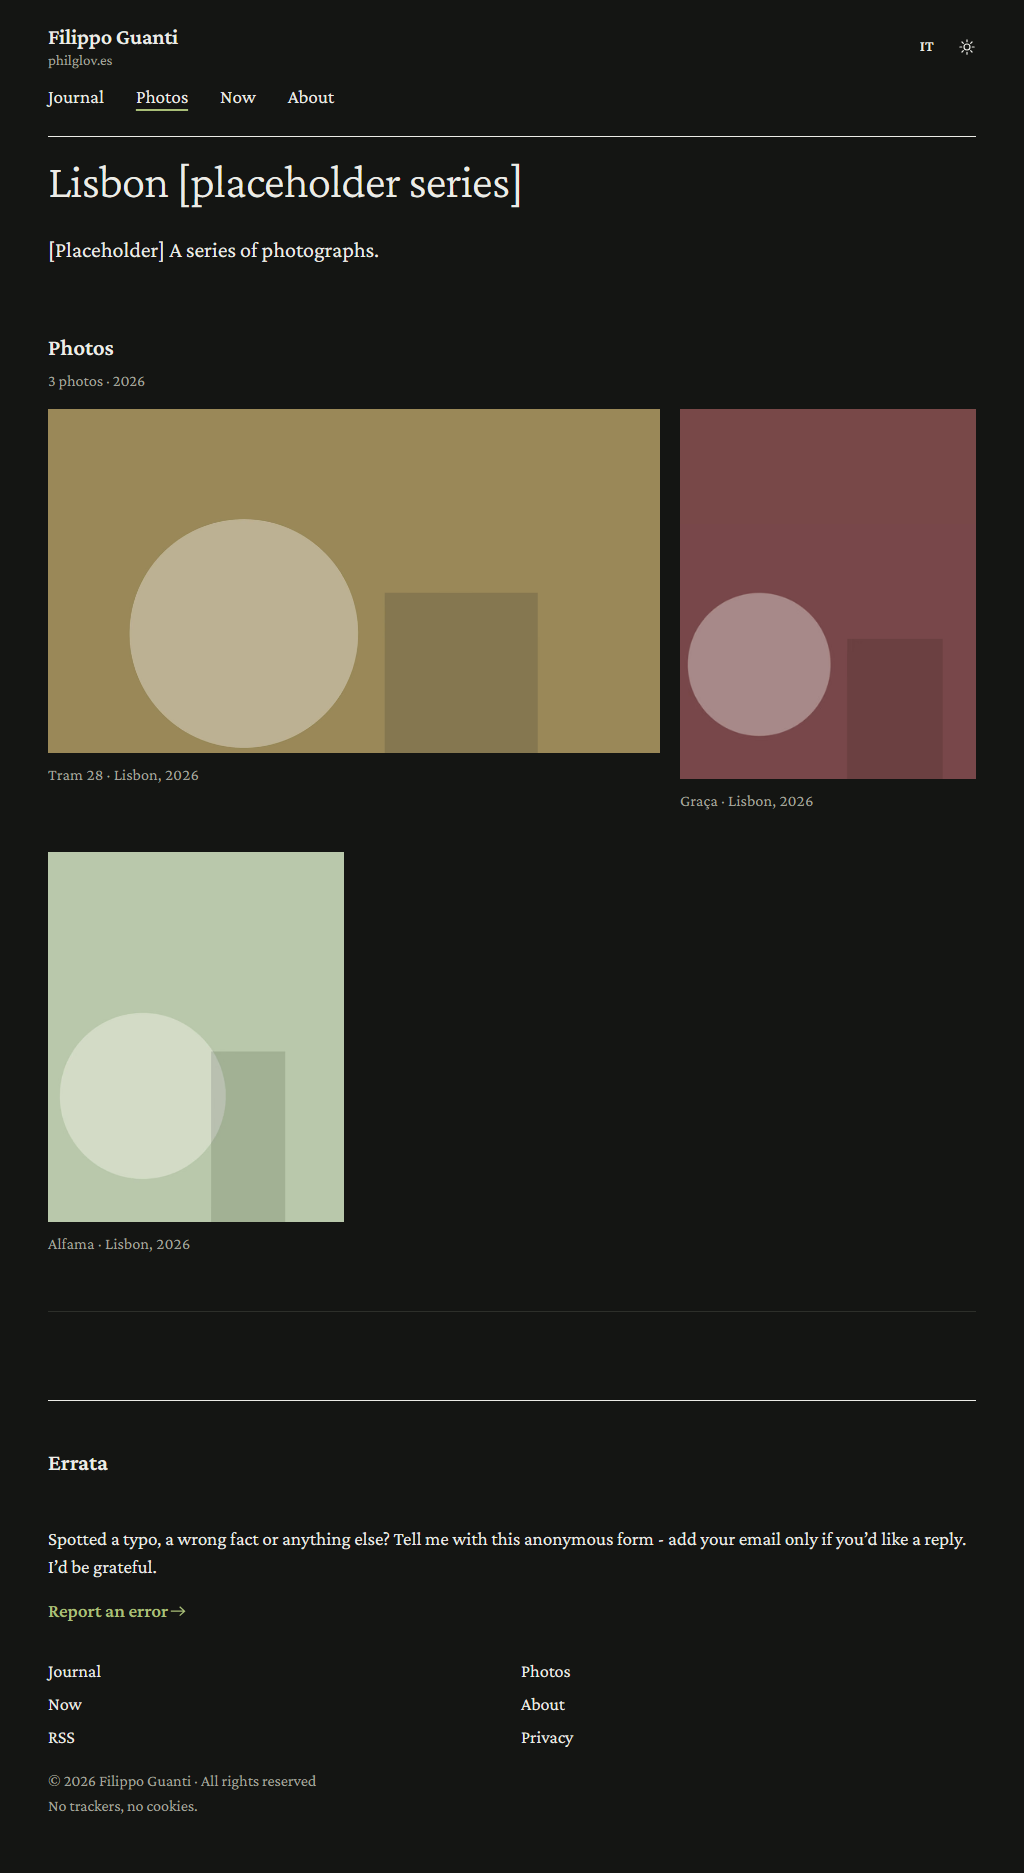 Filippo Guanti
philglov.es
IT
Journal Photos Now About
Lisbon [placeholder series]
[Placeholder] A series of photographs.
Photos
3 photos · 2026
Tram 28 · Lisbon, 2026
Graça · Lisbon, 2026
Alfama · Lisbon, 2026
Errata
Spotted a typo, a wrong fact or anything else? Tell me with this anonymous form - add your email only if you’d like a reply.
I’d be grateful.
Report an error→
Journal
Photos
Now
About
RSS
Privacy
© 2026 Filippo Guanti · All rights reserved
No trackers, no cookies.